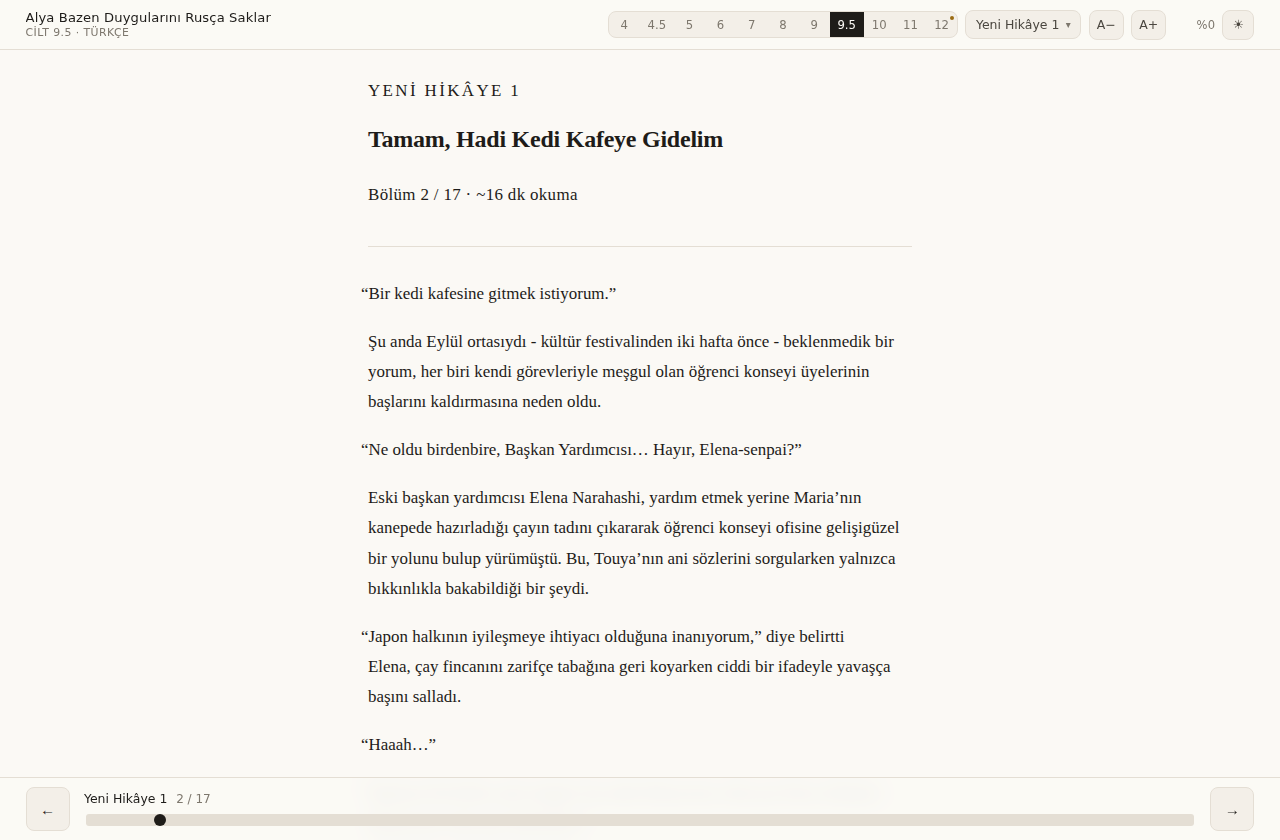 Alya Bazen Duygularını Rusça Saklar
CİLT 9.5 · TÜRKÇE
4 4.5 5 6 7 8 9 9.5 10 11 12
Yeni Hikâye 1 ▾
A− A+ %0 ☀
YENİ HİKÂYE 1
Tamam, Hadi Kedi Kafeye Gidelim
Bölüm 2 / 17 · ~16 dk okuma
“Bir kedi kafesine gitmek istiyorum.”
Şu anda Eylül ortasıydı - kültür festivalinden iki hafta önce - beklenmedik bir
yorum, her biri kendi görevleriyle meşgul olan öğrenci konseyi üyelerinin
başlarını kaldırmasına neden oldu.
“Ne oldu birdenbire, Başkan Yardımcısı… Hayır, Elena-senpai?”
Eski başkan yardımcısı Elena Narahashi, yardım etmek yerine Maria’nın
kanepede hazırladığı çayın tadını çıkararak öğrenci konseyi ofisine gelişigüzel
bir yolunu bulup yürümüştü. Bu, Touya’nın ani sözlerini sorgularken yalnızca
bıkkınlıkla bakabildiği bir şeydi.
“Japon halkının iyileşmeye ihtiyacı olduğuna inanıyorum,” diye belirtti
Elena, çay fincanını zarifçe tabağına geri koyarken ciddi bir ifadeyle yavaşça
başını salladı.
“Haaah…”
←
Yeni Hikâye 1 2 / 17
→